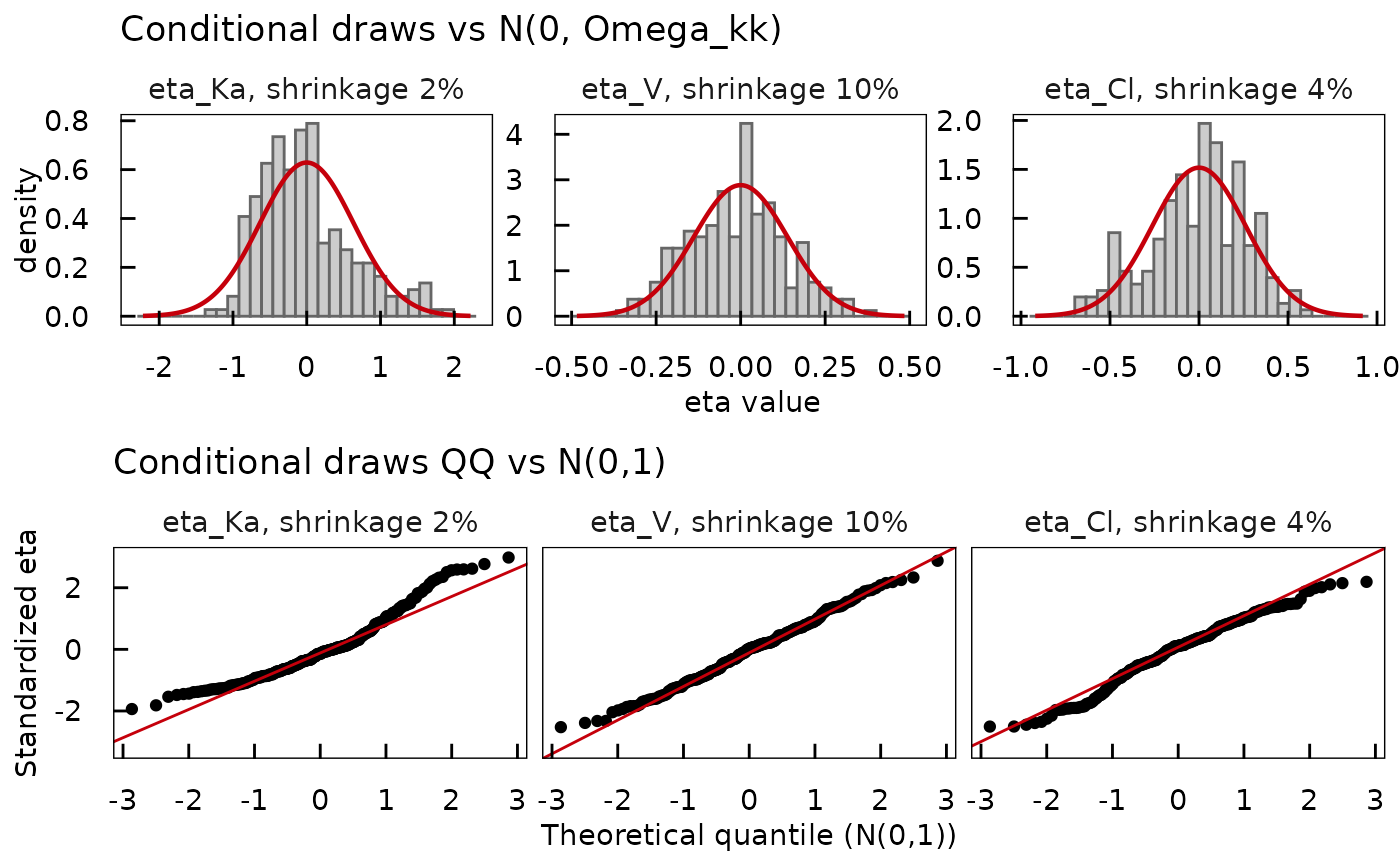 Conditional draws vs N(0, Omega_kk)
eta_Ka, shrinkage 2%
eta_V, shrinkage 10%
eta_Cl, shrinkage 4%
density
0.8
0.6
0.4
0.2
0.0
4
3
2
1
0
2.0
1.5
1.0
0.5
0.0
-2 -1 0 1 2
-0.50 -0.25 0.00 0.25 0.50
-1.0 -0.5 0.0 0.5 1.0
eta value
Conditional draws QQ vs N(0,1)
eta_Ka, shrinkage 2%
eta_V, shrinkage 10%
eta_Cl, shrinkage 4%
Standardized eta
2
0
-2
-3 -2 -1 0 1 2 3
-3 -2 -1 0 1 2 3
-3 -2 -1 0 1 2 3
Theoretical quantile (N(0,1))